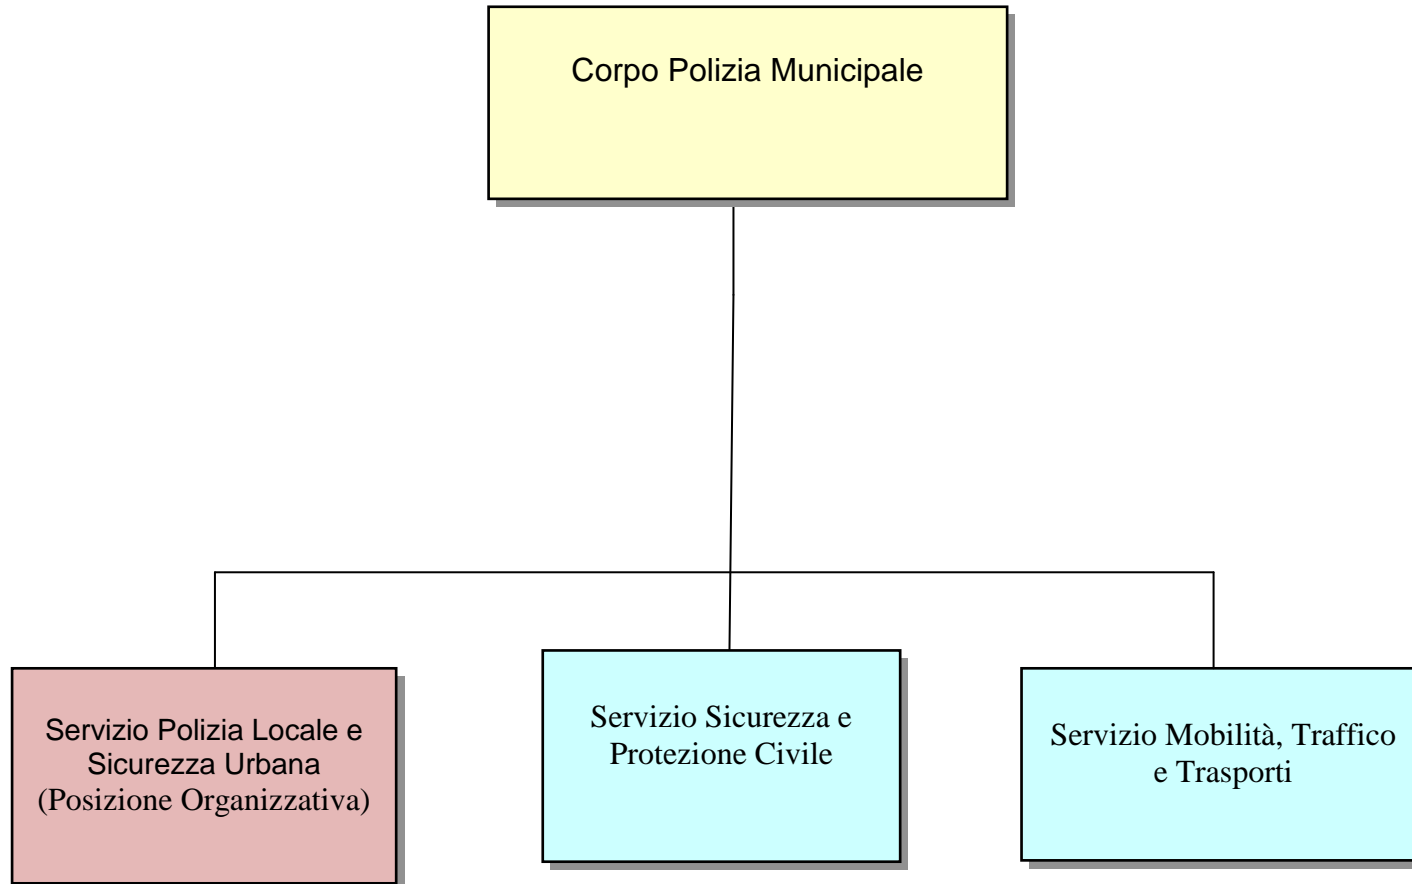 Corpo Polizia Municipale
Servizio Polizia Locale e
Sicurezza Urbana
(Posizione Organizzativa)
Servizio Sicurezza e
Protezione Civile
Servizio Mobilità, Traffico
e Trasporti